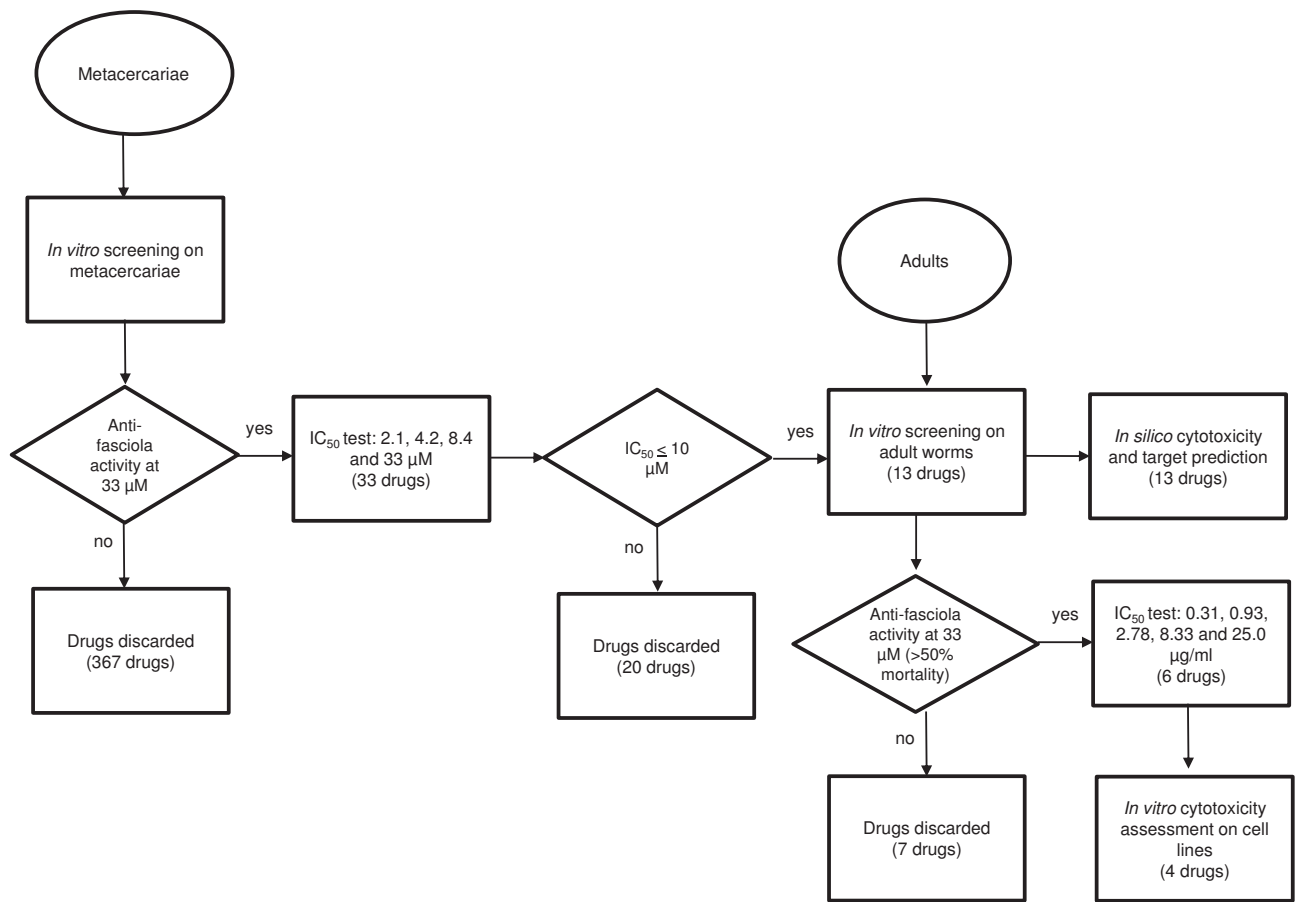 Metacercariae
In vitro screening on
metacercariae
Anti-
fasciola
activity at
33 µM
yes
no
Drugs discarded
(367 drugs)
IC50 test: 2.1, 4.2, 8.4
and 33 µM
(33 drugs)
IC50 ≤ 10
µM
yes
no
Drugs discarded
(20 drugs)
Adults
In vitro screening on
adult worms
(13 drugs)
In silico cytotoxicity
and target prediction
(13 drugs)
Anti-fasciola
activity at 33
µM (>50%
mortality)
yes
no
IC50 test: 0.31, 0.93,
2.78, 8.33 and 25.0
µg/ml
(6 drugs)
Drugs discarded
(7 drugs)
In vitro cytotoxicity
assessment on cell
lines
(4 drugs)